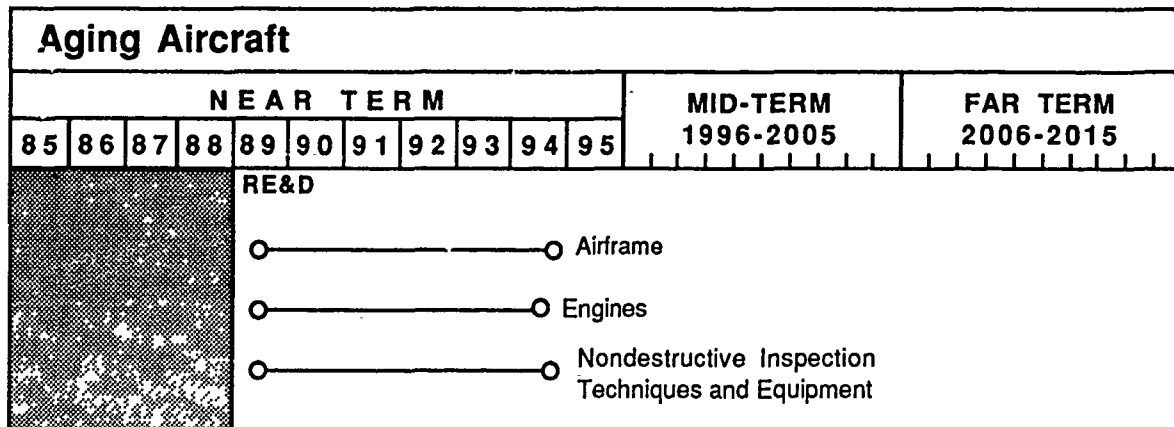 Aging Aircraft
NEAR TERM
MID-TERM
1996-2005
FAR TERM
2006-2015
85 86 87 88 89 90 91 92 93 94 95
RE&D
Airframe
Engines
Nondestructive Inspection
Techniques and Equipment